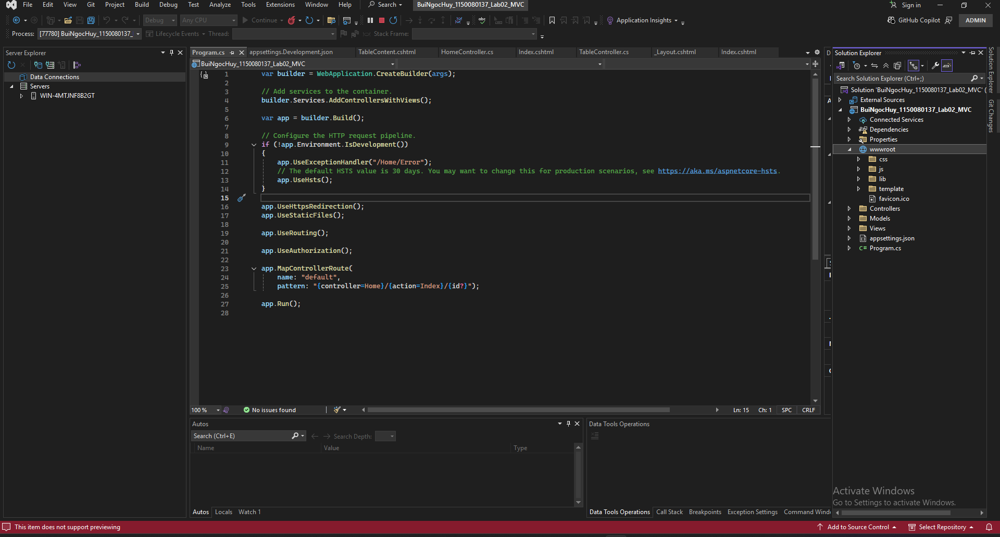 File Edit View Git Project Build Debug Test Analyze Tools Extensions Window Help Search BuiNgocHuy_1150080137_Lab02_MVC Sign in
Debug Any CPU Continue Application Insights GitHub Copilot ADMIN
Process: [77780] BuiNgocHuy_1150080137_ Lifecycle Events Thread: Stack Frame:
Server Explorer
Data Connections
Servers
WIN-4MTJNF8B2GT
Program.cs appsettings.Development.json TableContent.cshtml HomeController.cs Index.cshtml TableController.cs _Layout.cshtml Index.cshtml
BuiNgocHuy_1150080137_Lab02_MVC
1 var builder = WebApplication.CreateBuilder(args);
2
3 // Add services to the container.
4 builder.Services.AddControllersWithViews();
5
6 var app = builder.Build();
7
8 // Configure the HTTP request pipeline.
9 if (!app.Environment.IsDevelopment())
10 {
11 app.UseExceptionHandler("/Home/Error");
12 // The default HSTS value is 30 days. You may want to change this for production scenarios, see https://aka.ms/aspnetcore-hsts.
13 app.UseHsts();
14 }
15
16 app.UseHttpsRedirection();
17 app.UseStaticFiles();
18
19 app.UseRouting();
20
21 app.UseAuthorization();
22
23 app.MapControllerRoute(
24 name: "default",
25 pattern: "{controller=Home}/{action=Index}/{id?}");
26
27 app.Run();
28
100 % No issues found Ln: 15 Ch: 1 SPC CRLF
Autos
Search (Ctrl+E) Search Depth:
Name Value Type
Autos Locals Watch 1
Data Tools Operations
Data Tools Operations Call Stack Breakpoints Exception Settings Command Windo
Solution Explorer
Search Solution Explorer (Ctrl+;)
Solution 'BuiNgocHuy_1150080137_Lab02_MVC' (
External Sources
BuiNgocHuy_1150080137_Lab02_MVC
Connected Services
Dependencies
Properties
wwwroot
css
js
lib
template
favicon.ico
Controllers
Models
Views
appsettings.json
C# Program.cs
Solution Explorer
Git Changes
Activate Windows
Go to Settings to activate Windows.
This item does not support previewing Add to Source Control Select Repository